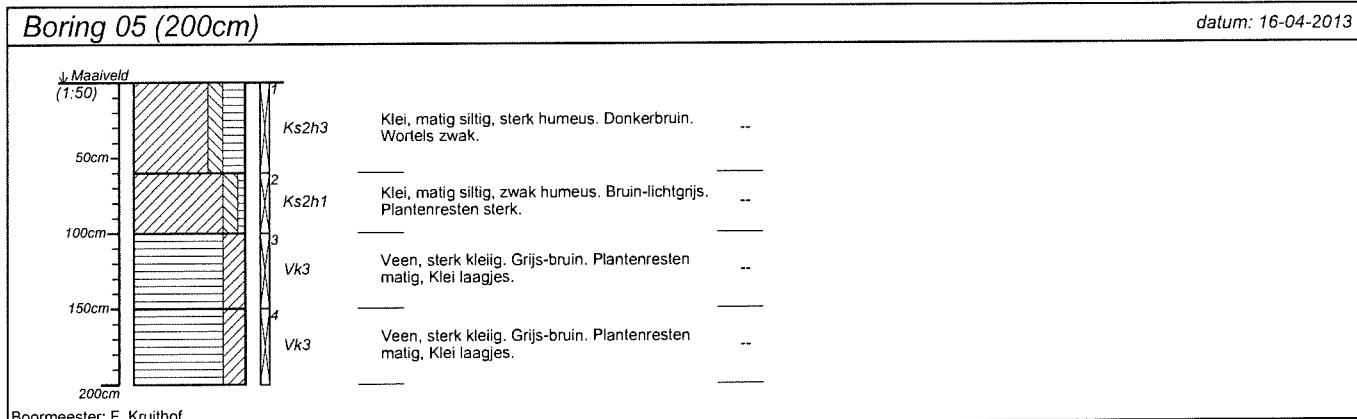 Boring 05 (200cm)
datum: 16-04-2013
Maaiveld
(1:50)
1
Ks2h3
Klei, matig siltig, sterk humeus. Donkerbruin.
Wortels zwak.
--
50cm
2
Ks2h1
Klei, matig siltig, zwak humeus. Bruin-lichtgrijs.
Plantenresten sterk.
--
100cm
3
Vk3
Veen, sterk kleiig. Grijs-bruin. Plantenresten
matig, Klei laagjes.
--
150cm
4
Vk3
Veen, sterk kleiig. Grijs-bruin. Plantenresten
matig, Klei laagjes.
--
200cm
Boormeester: F. Kruithof